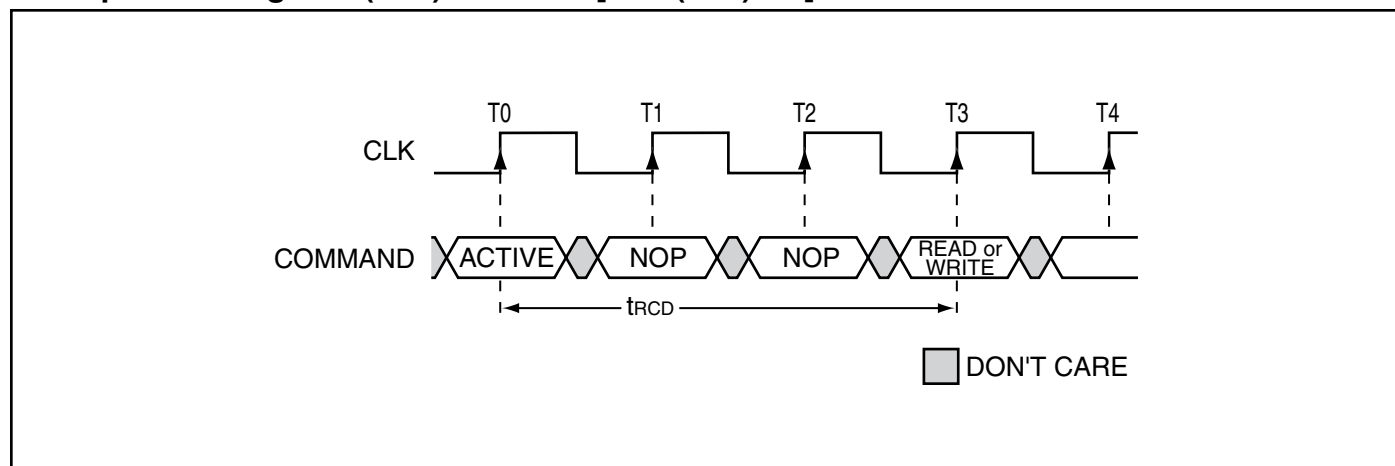 T0 T1 T2 T3 T4
CLK
COMMAND ACTIVE NOP NOP READ or
WRITE
tRCD
DON'T CARE